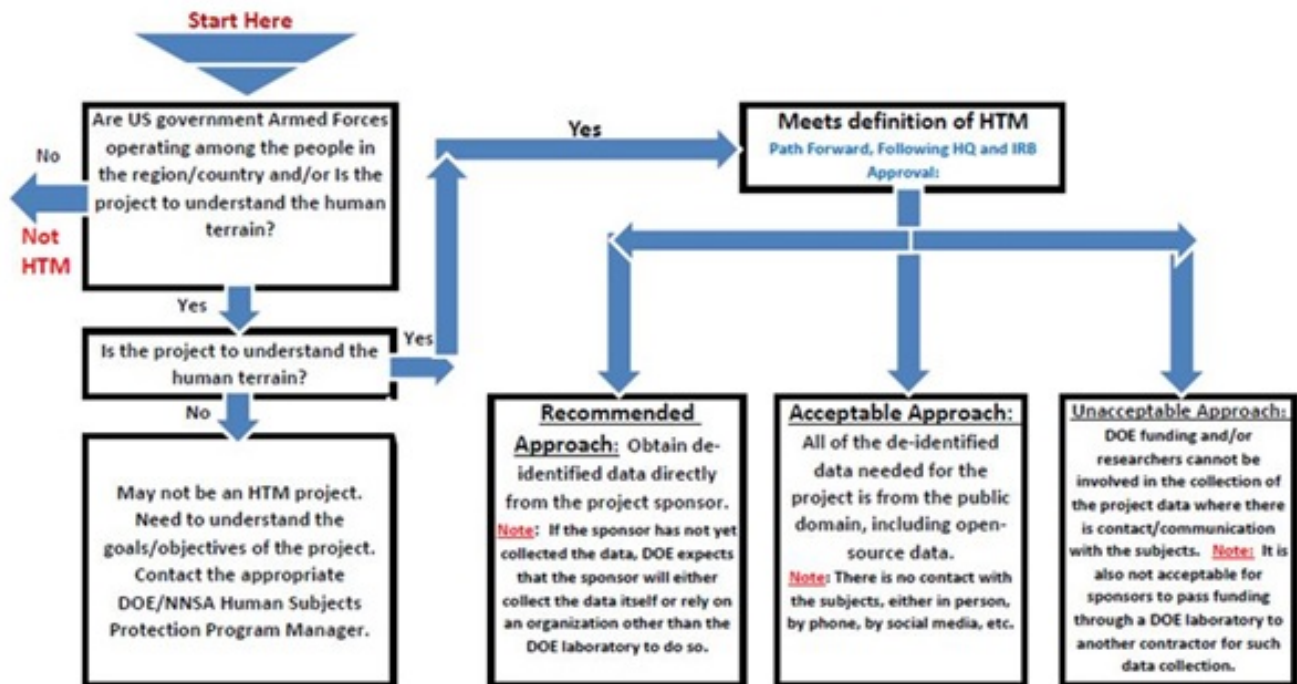 Start Here
Are US government Armed Forces
operating among the people in
the region/country and/or Is the
project to understand the human
terrain?
No
Not
HTM
Yes
Is the project to understand the
human terrain?
Yes
No
May not be an HTM project.
Need to understand the
goals/objectives of the project.
Contact the appropriate
DOE/NNSA Human Subjects
Protection Program Manager.
Yes
Meets definition of HTM
Path Forward, Following HQ and IRB
Approval:
Recommended
Approach: Obtain de-
identified data directly
from the project sponsor.
Note: If the sponsor has not yet
collected the data, DOE expects
that the sponsor will either
collect the data itself or rely on
an organization other than the
DOE laboratory to do so.
Acceptable Approach:
All of the de-identified
data needed for the
project is from the public
domain, including open-
source data.
Note: There is no contact with
the subjects, either in person,
by phone, by social media, etc.
Unacceptable Approach:
DOE funding and/or
researchers cannot be
involved in the collection of
the project data where there
is contact/communication
with the subjects. Note: It is
also not acceptable for
sponsors to pass funding
through a DOE laboratory to
another contractor for such
data collection.